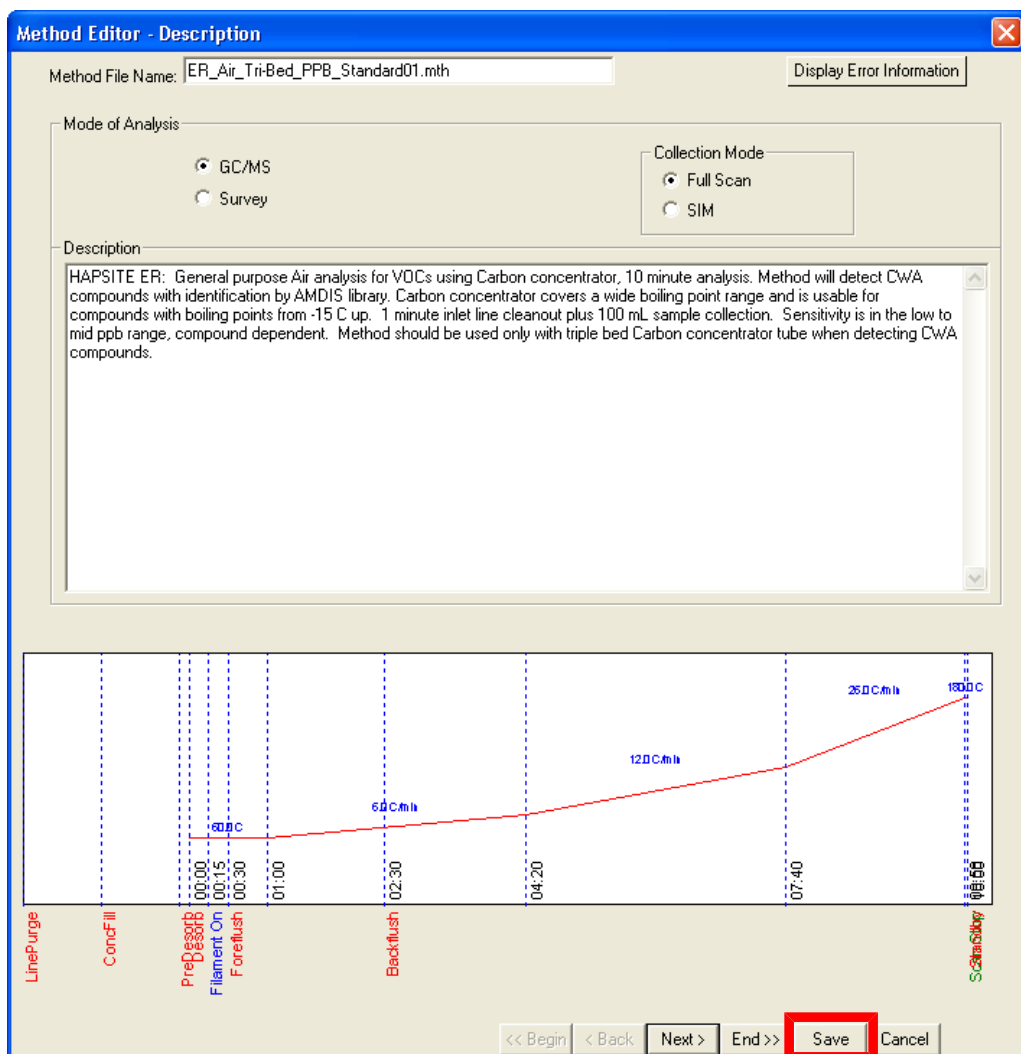 Method Editor - Description
Method File Name: ER_Air_Tri-Bed_PPB_Standard01.mth
Display Error Information
Mode of Analysis
GC/MS
Survey
Collection Mode
Full Scan
SIM
Description
HAPSITE ER:  General purpose Air analysis for VOCs using Carbon concentrator, 10 minute analysis. Method will detect CWA
compounds with identification by AMDIS library. Carbon concentrator covers a wide boiling point range and is usable for
compounds with boiling points from -15 C up.  1 minute inlet line cleanout plus 100 mL sample collection.  Sensitivity is in the low to
mid ppb range, compound dependent.  Method should be used only with triple bed Carbon concentrator tube when detecting CWA
compounds.
26.0 C/min
180.0 C
12.0 C/min
6.0 C/min
60.0 C
00:00
00:15
00:30
01:00
02:30
04:20
07:40
LinePurge
ConcFill
PreDesorb
Desorb
Filament On
Foreflush
Backflush
<< Begin
< Back
Next >
End >>
Save
Cancel